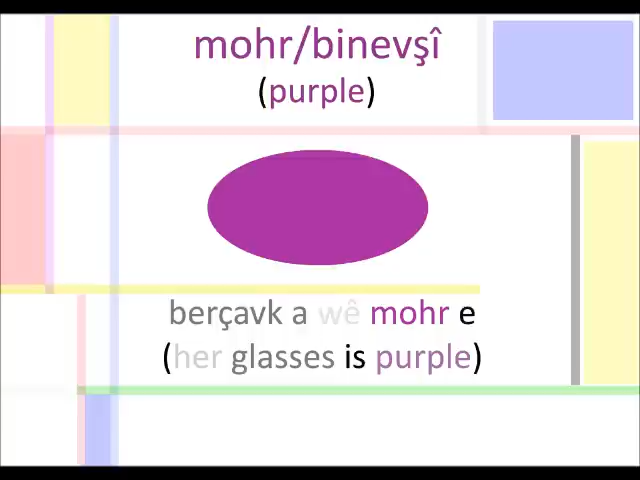 mohr/binevşî
(purple)
berçavk a wê mohr e
(her glasses is purple)